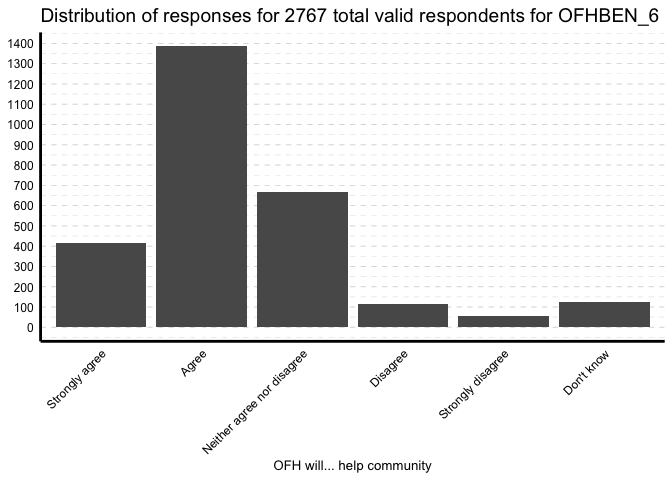 Distribution of responses for 2767 total valid respondents for OFHBEN_6
1400
1300
1200
1100
1000
900
800
700
600
500
400
300
200
100
0
Strongly agree
Agree
Neither agree nor disagree
Disagree
Strongly disagree
Don't know
OFH will... help community